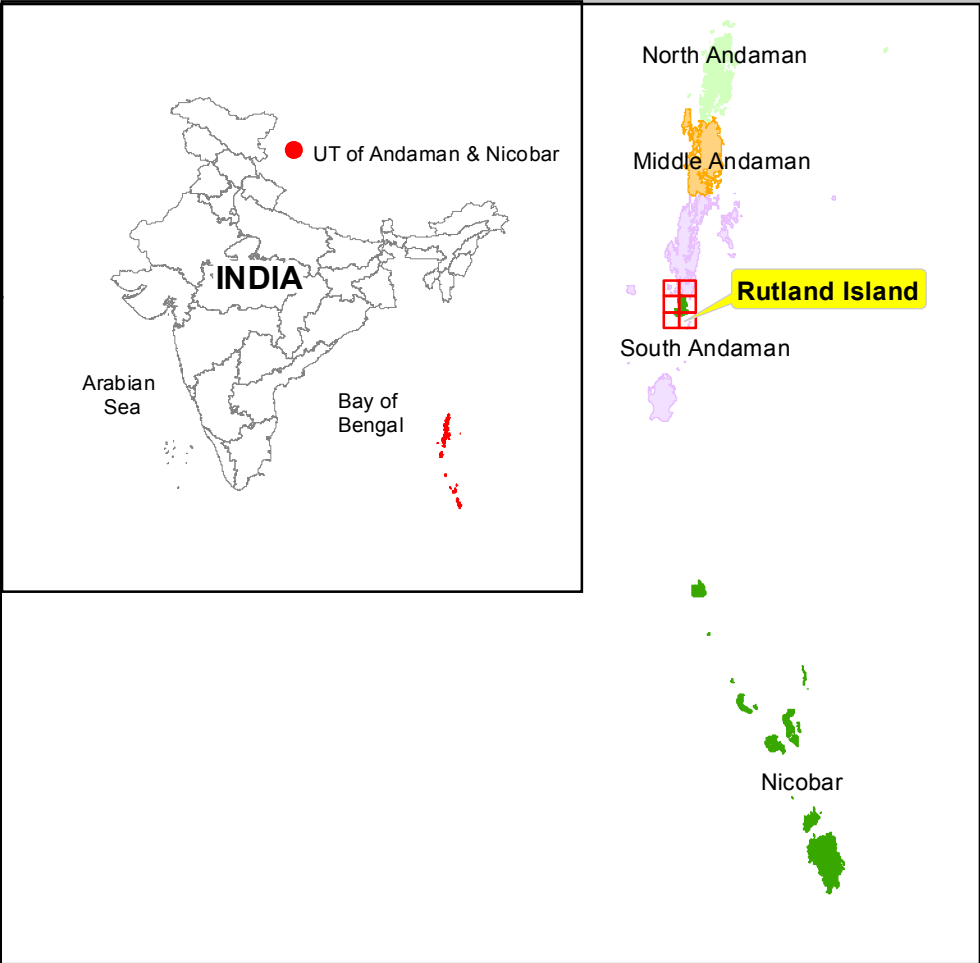 UT of Andaman & Nicobar
INDIA
Arabian
Sea
Bay of
Bengal
North Andaman
Middle Andaman
Rutland Island
South Andaman
Nicobar